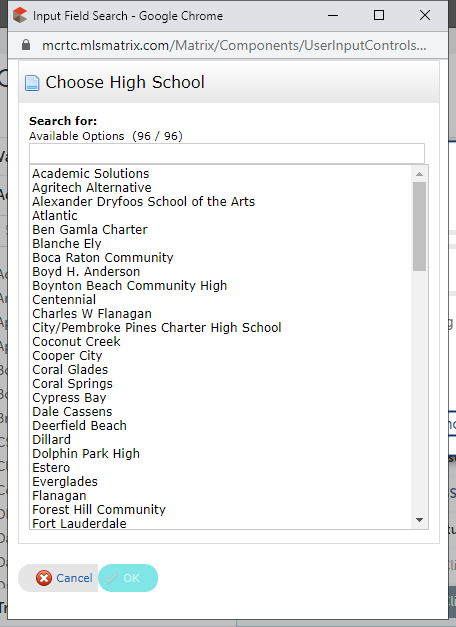 Input Field Search - Google Chrome
mcrtc.mlsmatrix.com/Matrix/Components/UserInputControls...
Choose High School
Search for:
Available Options (96 / 96)
Academic Solutions
Agritech Alternative
Alexander Dryfoos School of the Arts
Atlantic
Ben Gamla Charter
Blanche Ely
Boca Raton Community
Boyd H. Anderson
Boynton Beach Community High
Centennial
Charles W Flanagan
City/Pembroke Pines Charter High School
Coconut Creek
Cooper City
Coral Glades
Coral Springs
Cypress Bay
Dale Cassens
Deerfield Beach
Dillard
Dolphin Park High
Estero
Everglades
Flanagan
Forest Hill Community
Fort Lauderdale
Cancel
OK